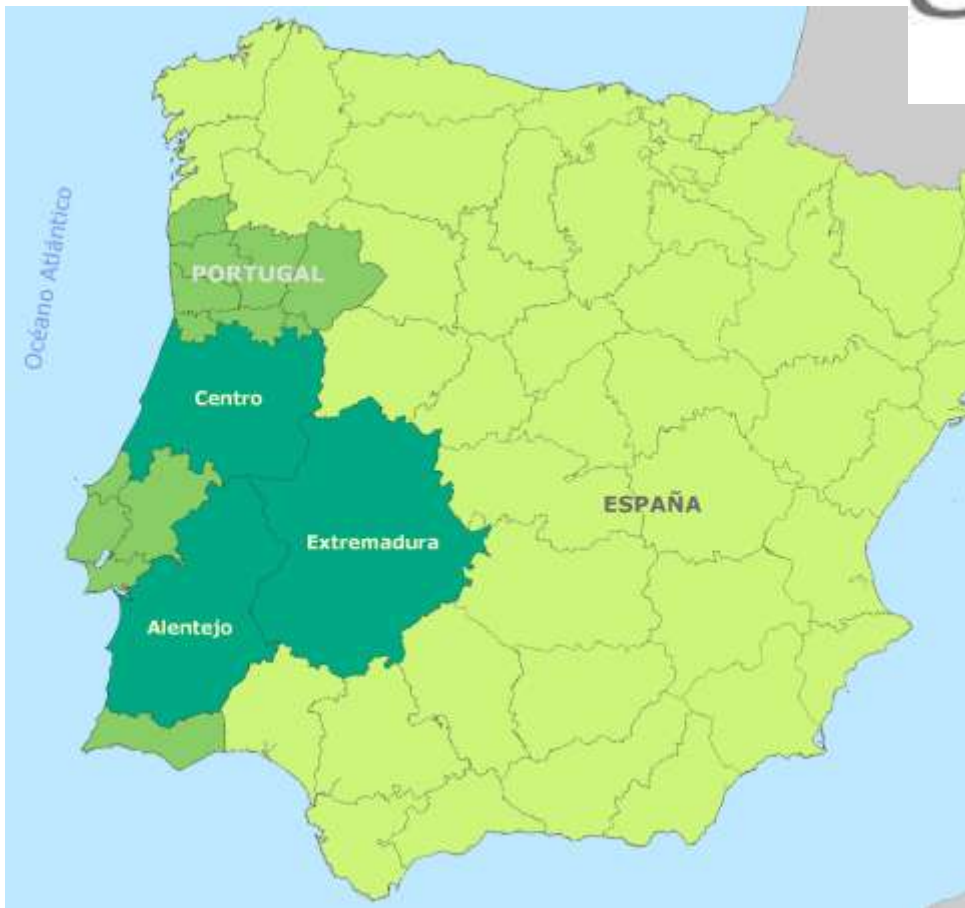 Océano Atlántico
PORTUGAL
Centro
ESPAÑA
Extremadura
Alentejo